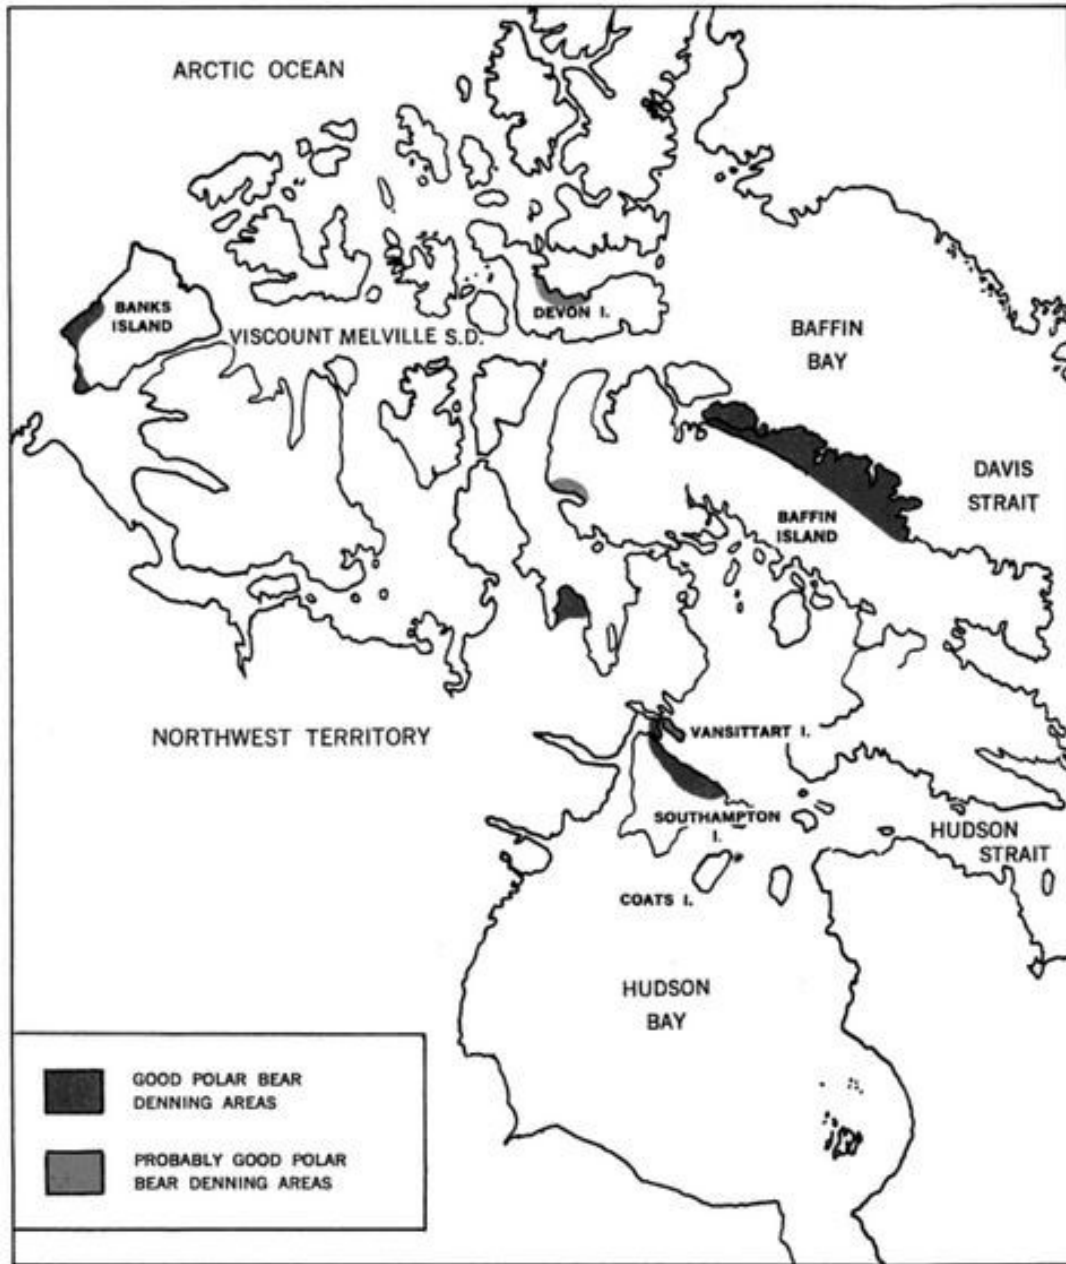 ARCTIC OCEAN
BANKS
ISLAND
DEVON I.
VISCOUNT MELVILLE S.D.
BAFFIN
BAY
DAVIS
STRAIT
BAFFIN
ISLAND
NORTHWEST TERRITORY
VANSITTART I.
SOUTHAMPTON
I.
HUDSON
STRAIT
COATS I.
HUDSON
BAY
GOOD POLAR BEAR
DENNING AREAS
PROBABLY GOOD POLAR
BEAR DENNING AREAS